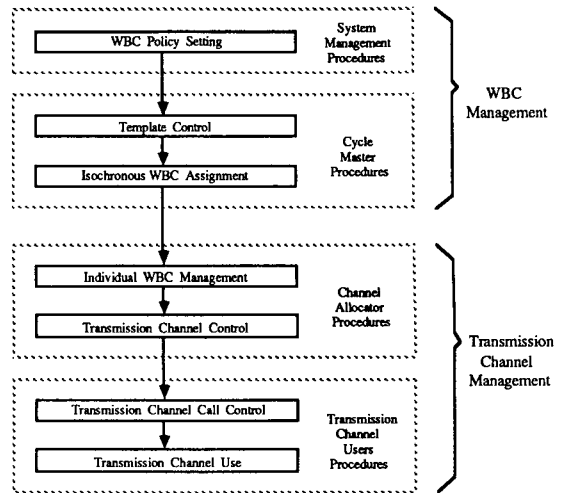 WBC Policy Setting
System
Management
Procedures
WBC
Management
Template Control
Isochronous WBC Assignment
Cycle
Master
Procedures
Individual WBC Management
Transmission Channel Control
Channel
Allocator
Procedures
Transmission
Channel
Management
Transmission Channel Call Control
Transmission Channel Use
Transmission
Channel
Users
Procedures